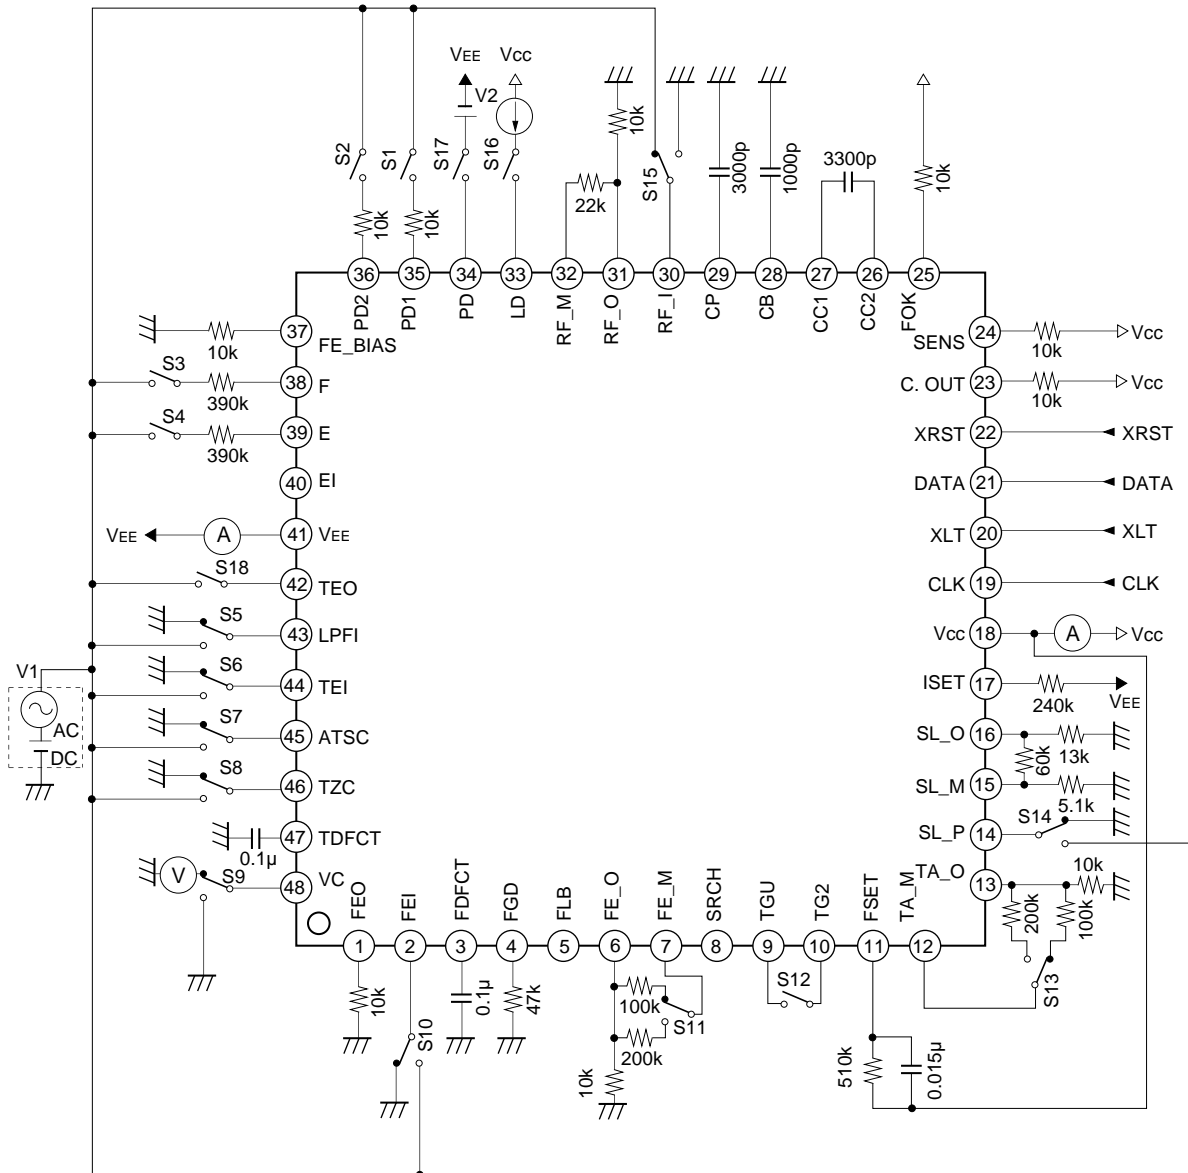 VEE
Vcc
V2
S2
S1
S17
S16
10k
10k
10k
22k
S15
3000p
1000p
3300p
10k
36
35
34
33
32
31
30
29
28
27
26
25
PD2
PD1
PD
LD
RF_M
RF_O
RF_I
CP
CB
CC1
CC2
FOK
10k
37
FE_BIAS
S3
390k
38
F
S4
390k
39
E
40
EI
VEE
A
41
VEE
S18
42
TEO
S5
43
LPFI
V1
S6
44
TEI
AC
DC
S7
45
ATSC
S8
46
TZC
0.1µ
47
TDFCT
V
S9
48
VC
SENS
24
10k
Vcc
C. OUT
23
10k
Vcc
XRST
22
XRST
DATA
21
DATA
XLT
20
XLT
CLK
19
CLK
Vcc
18
A
Vcc
ISET
17
240k
VEE
SL_O
16
13k
60k
SL_M
15
5.1k
SL_P
14
S14
TA_O
13
10k
200k
100k
S13
FEO
FEI
FDFCT
FGD
FLB
FE_O
FE_M
SRCH
TGU
TG2
FSET
TA_M
1
2
3
4
5
6
7
8
9
10
11
12
10k
S10
0.1µ
47k
100k
S11
200k
10k
S12
510k
0.015µ